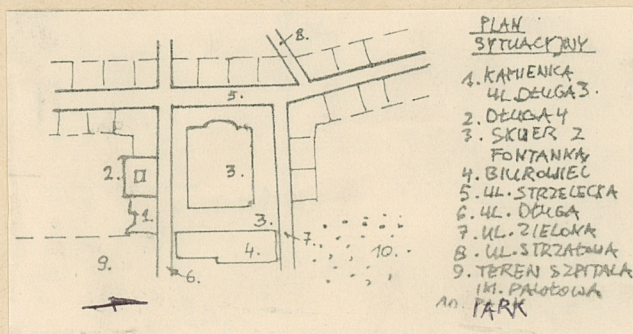 PLAN
SYTUACYJNY
1. KAMIENICA
UL. DŁUGA 3.
2. DŁUGA 4
3. SKWER Z
FONTANNĄ
4. BIUROWIEC
5 UL. STRZELECKA
6. UL. DŁUGA
7. UL. ZIELONA
8. UL. STRZAŁOWA
9. TEREN SZPITALA
IM.
10. PARK
8.
5.
2.
3.
1.
3.
4.
7.
10.
9.
6.